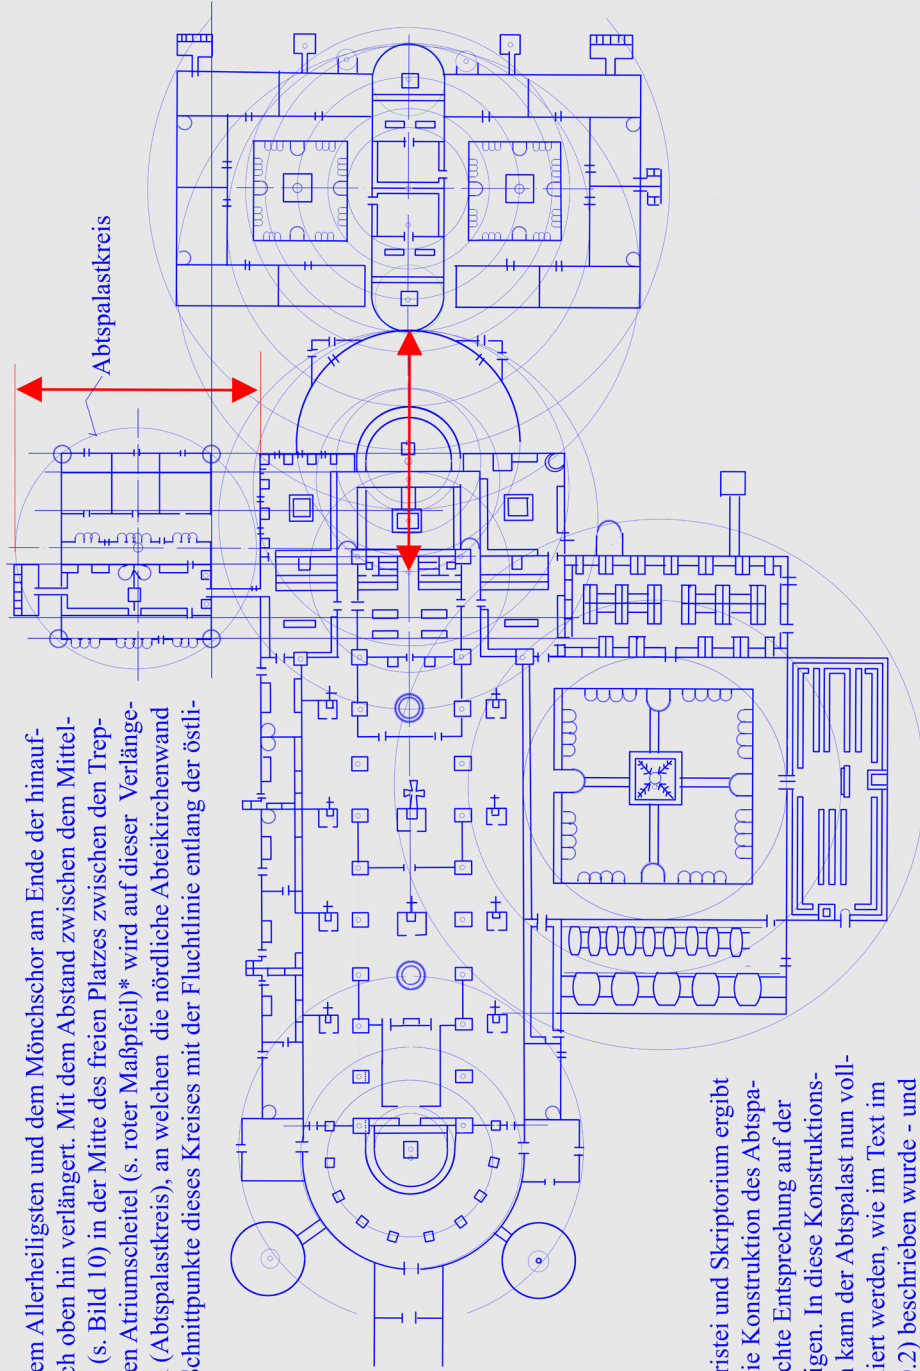 em Allerheiligsten und dem Mönchschor am Ende der hinauf-
ch oben hin verlängert. Mit dem Abstand zwischen dem Mittel-
(s. Bild 10) in der Mitte des freien Platzes zwischen den Trep-
en Atriumscheitel (s. roter Maßpfeil)* wird auf dieser Verlänge-
(Abtspalastkreis), an welchen die nördliche Abteikirchenwand
Schnittpunkte dieses Kreises mit der Fluchtlinie entlang der östli-
Abtspalastkreis
ristei und Skriptorium ergibt
ie Konstruktion des Abtspa-
chte Entsprechung auf der
igen. In diese Konstruktions-
kann der Abtspalast nun voll-
iert werden, wie im Text im
.2) beschrieben wurde - und